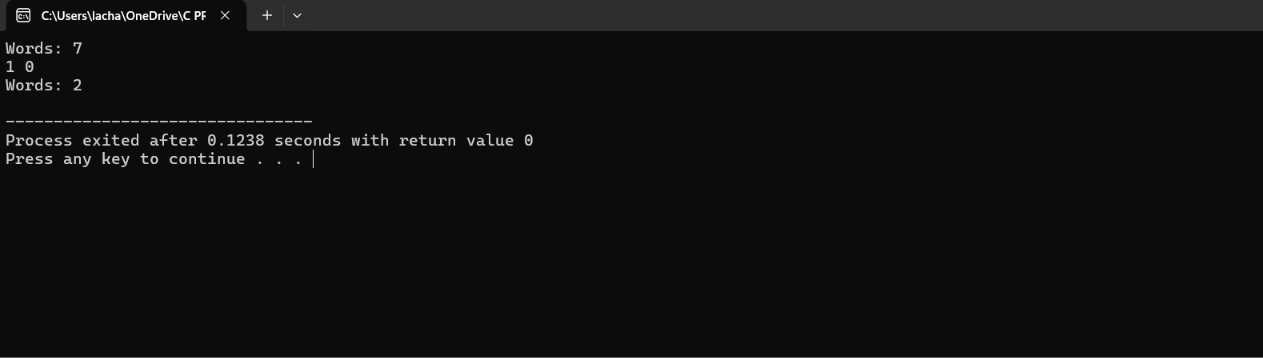 C:\Users\lacha\OneDrive\C PF
Words: 7
1 0
Words: 2
--------------------------------
Process exited after 0.1238 seconds with return value 0
Press any key to continue . . .